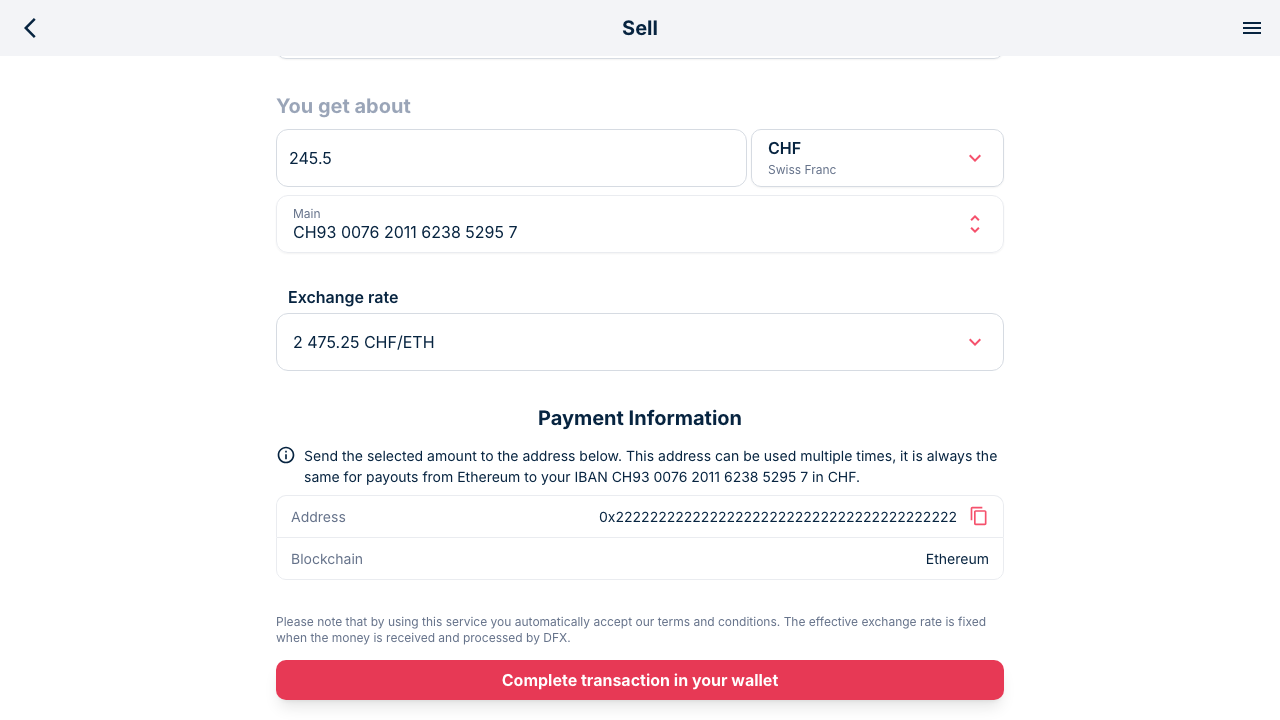 Sell
You get about
245.5
CHF
Swiss Franc
Main
CH93 0076 2011 6238 5295 7
Exchange rate
2 475.25 CHF/ETH
Payment Information
Send the selected amount to the address below. This address can be used multiple times, it is always the
same for payouts from Ethereum to your IBAN CH93 0076 2011 6238 5295 7 in CHF.
Address
0x2222222222222222222222222222222222222222
Blockchain
Ethereum
Please note that by using this service you automatically accept our terms and conditions. The effective exchange rate is fixed
when the money is received and processed by DFX.
Complete transaction in your wallet